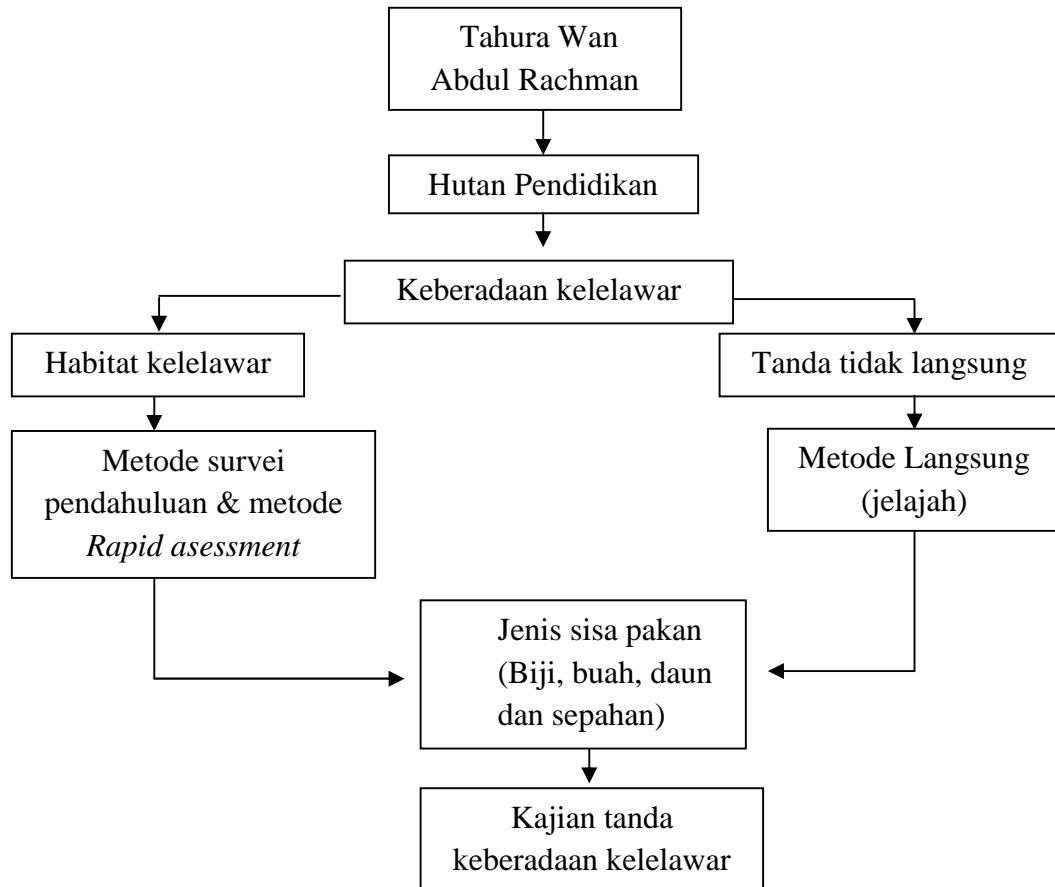 Tahura Wan
Abdul Rachman
Hutan Pendidikan
Keberadaan kelelawar
Habitat kelelawar
Tanda tidak langsung
Metode survei
pendahuluan & metode
Rapid asessment
Metode Langsung
(jelajah)
Jenis sisa pakan
(Biji, buah, daun
dan sepahan)
Kajian tanda
keberadaan kelelawar